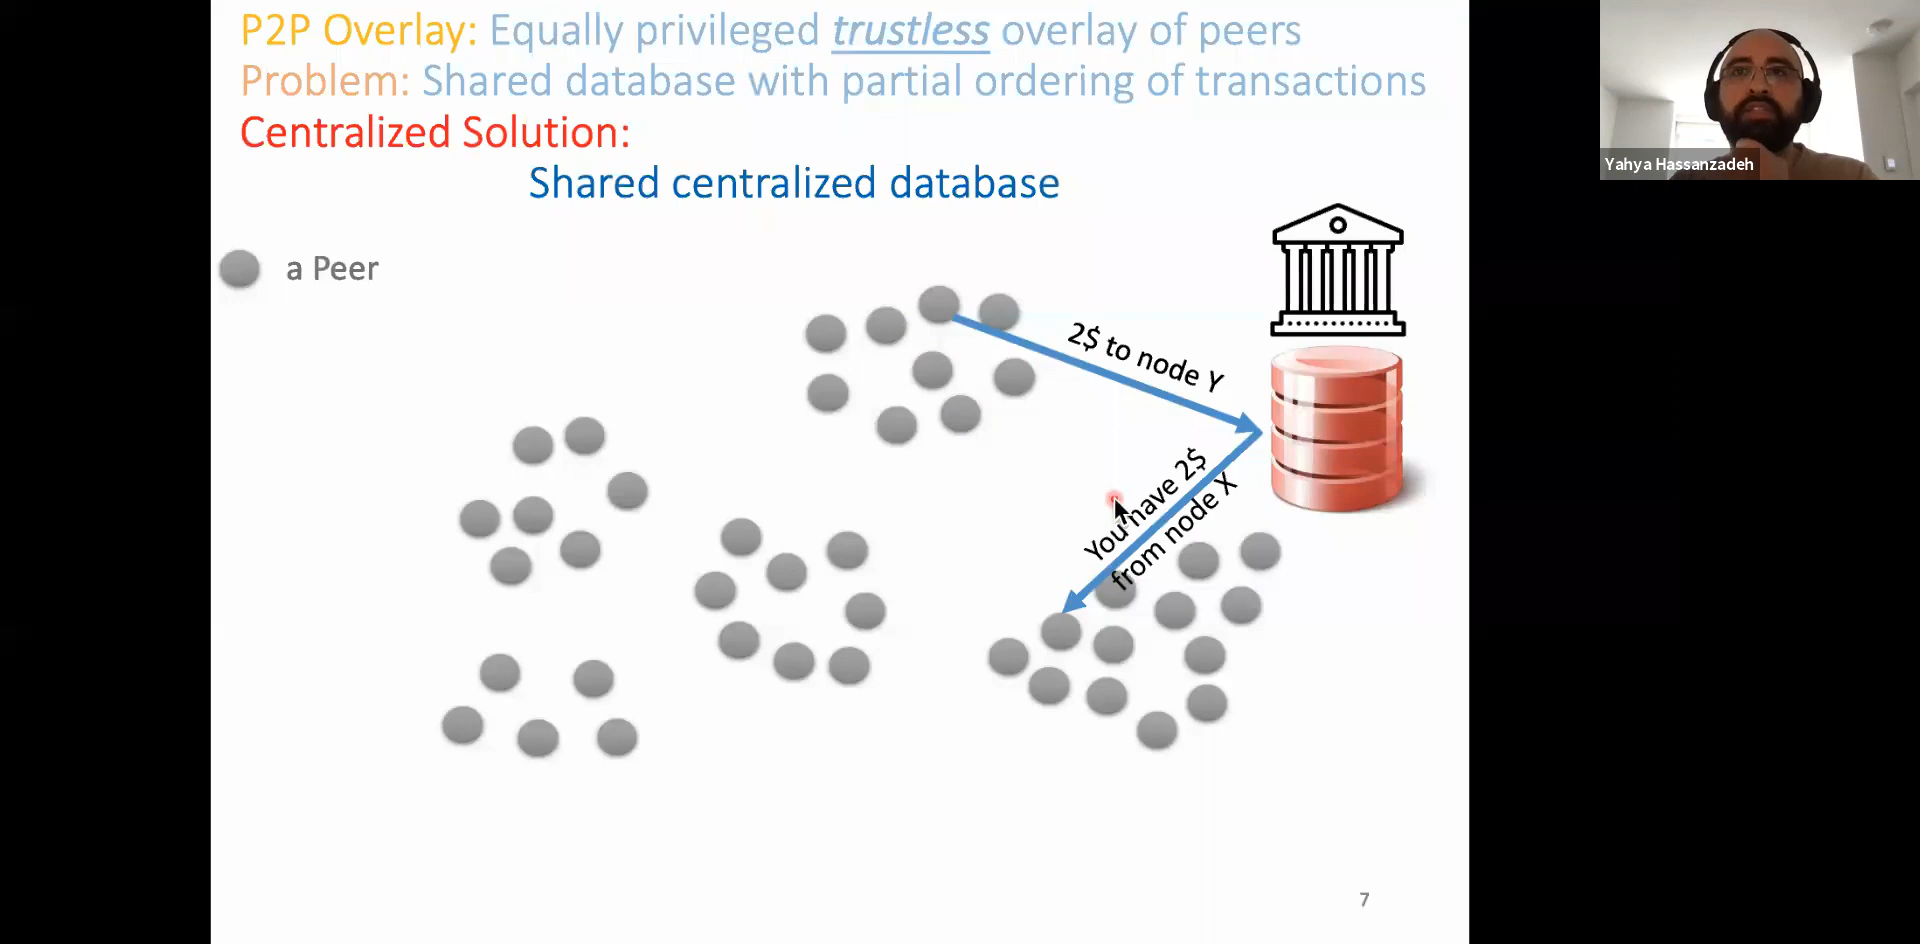 P2P Overlay: Equally privileged trustless overlay of peers
Problem: Shared database with partial ordering of transactions
Centralized Solution:
Shared centralized database
a Peer
2$ to node Y
You have 2$
from node X
7
Yahya Hassanzadeh